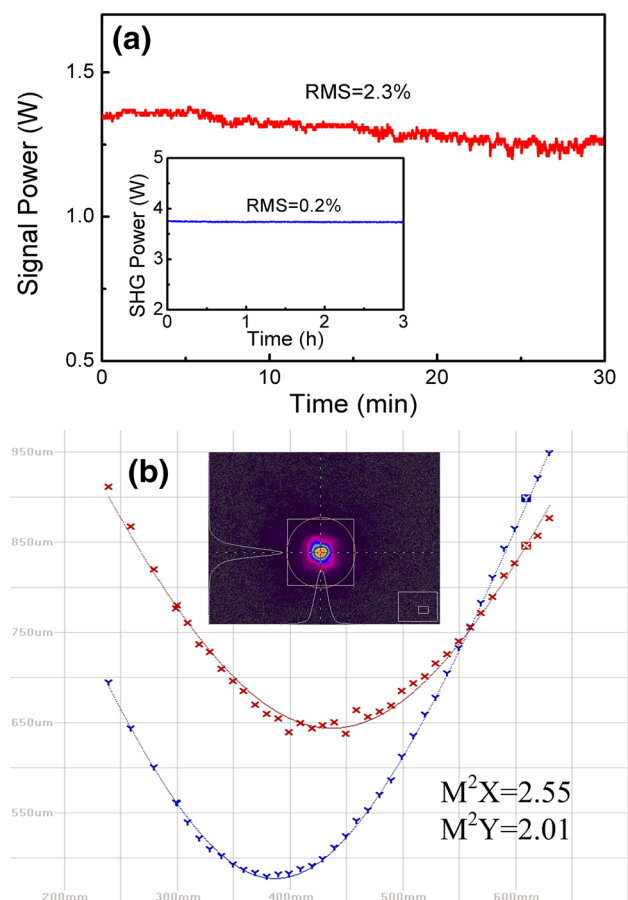 (a)
1.5
1.0
0.5
Signal Power (W)
RMS=2.3%
5
4
3
2
SHG Power (W)
RMS=0.2%
0
1
2
3
Time (h)
0
10
20
30
Time (min)
(b)
950um
850um
750um
650um
550um
M²X=2.55
M²Y=2.01
200mm
300mm
400mm
500mm
600mm